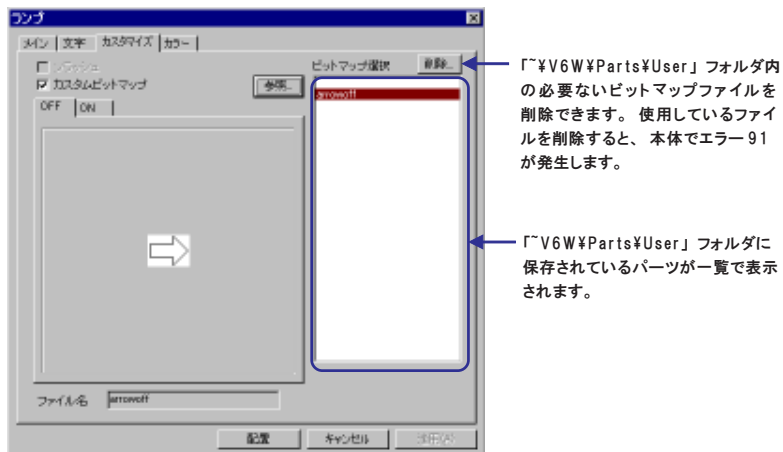 ランプ
メイン 文字 カスタマイズ カラー
フラッシュ
カスタムビットマップ
参照...
OFF ON
ビットマップ選択 削除...
arrowoff
ファイル名 arrowoff
配置 キャンセル 適用(A)
「~¥V6W¥Parts¥User」フォルダ内
の必要ないビットマップファイルを
削除できます。使用しているファイ
ルを削除すると、本体でエラー91
が発生します。
「~V6W¥Parts¥User」フォルダに
保存されているパーツが一覧で表示
されます。